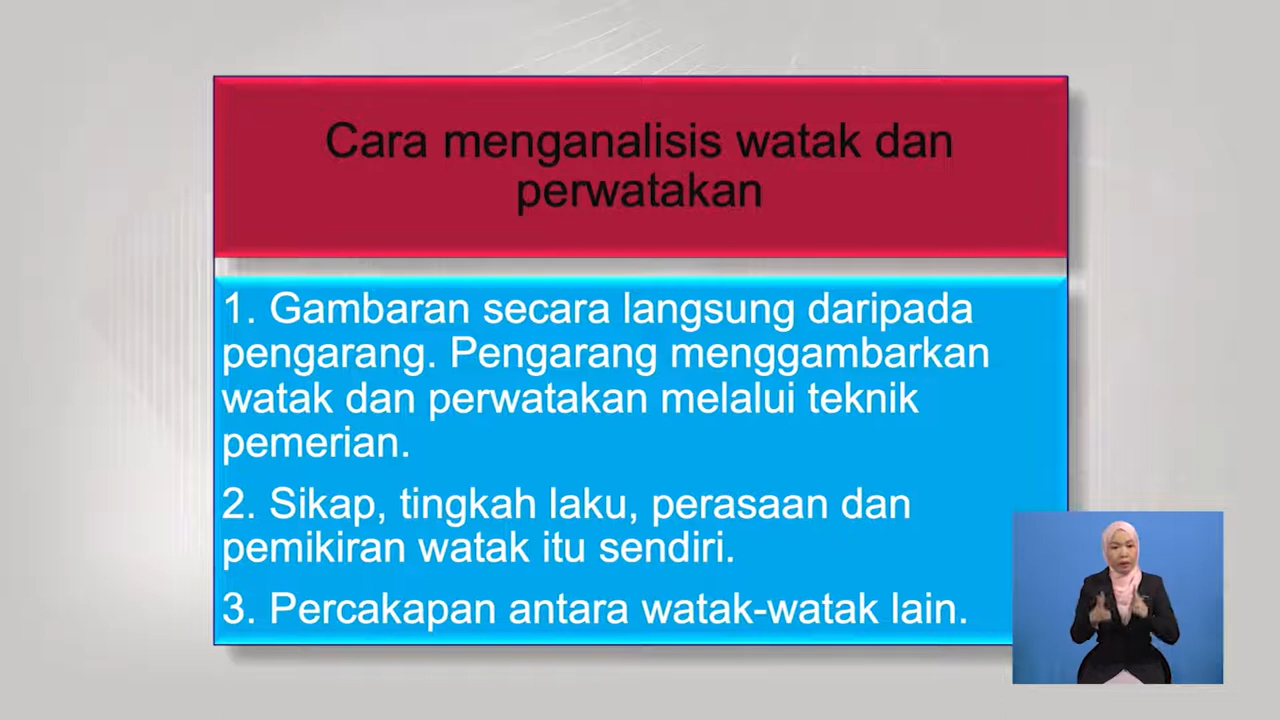 Cara menganalisis watak dan
perwatakan
1. Gambaran secara langsung daripada
pengarang. Pengarang menggambarkan
watak dan perwatakan melalui teknik
pemerian.
2. Sikap, tingkah laku, perasaan dan
pemikiran watak itu sendiri.
3. Percakapan antara watak-watak lain.